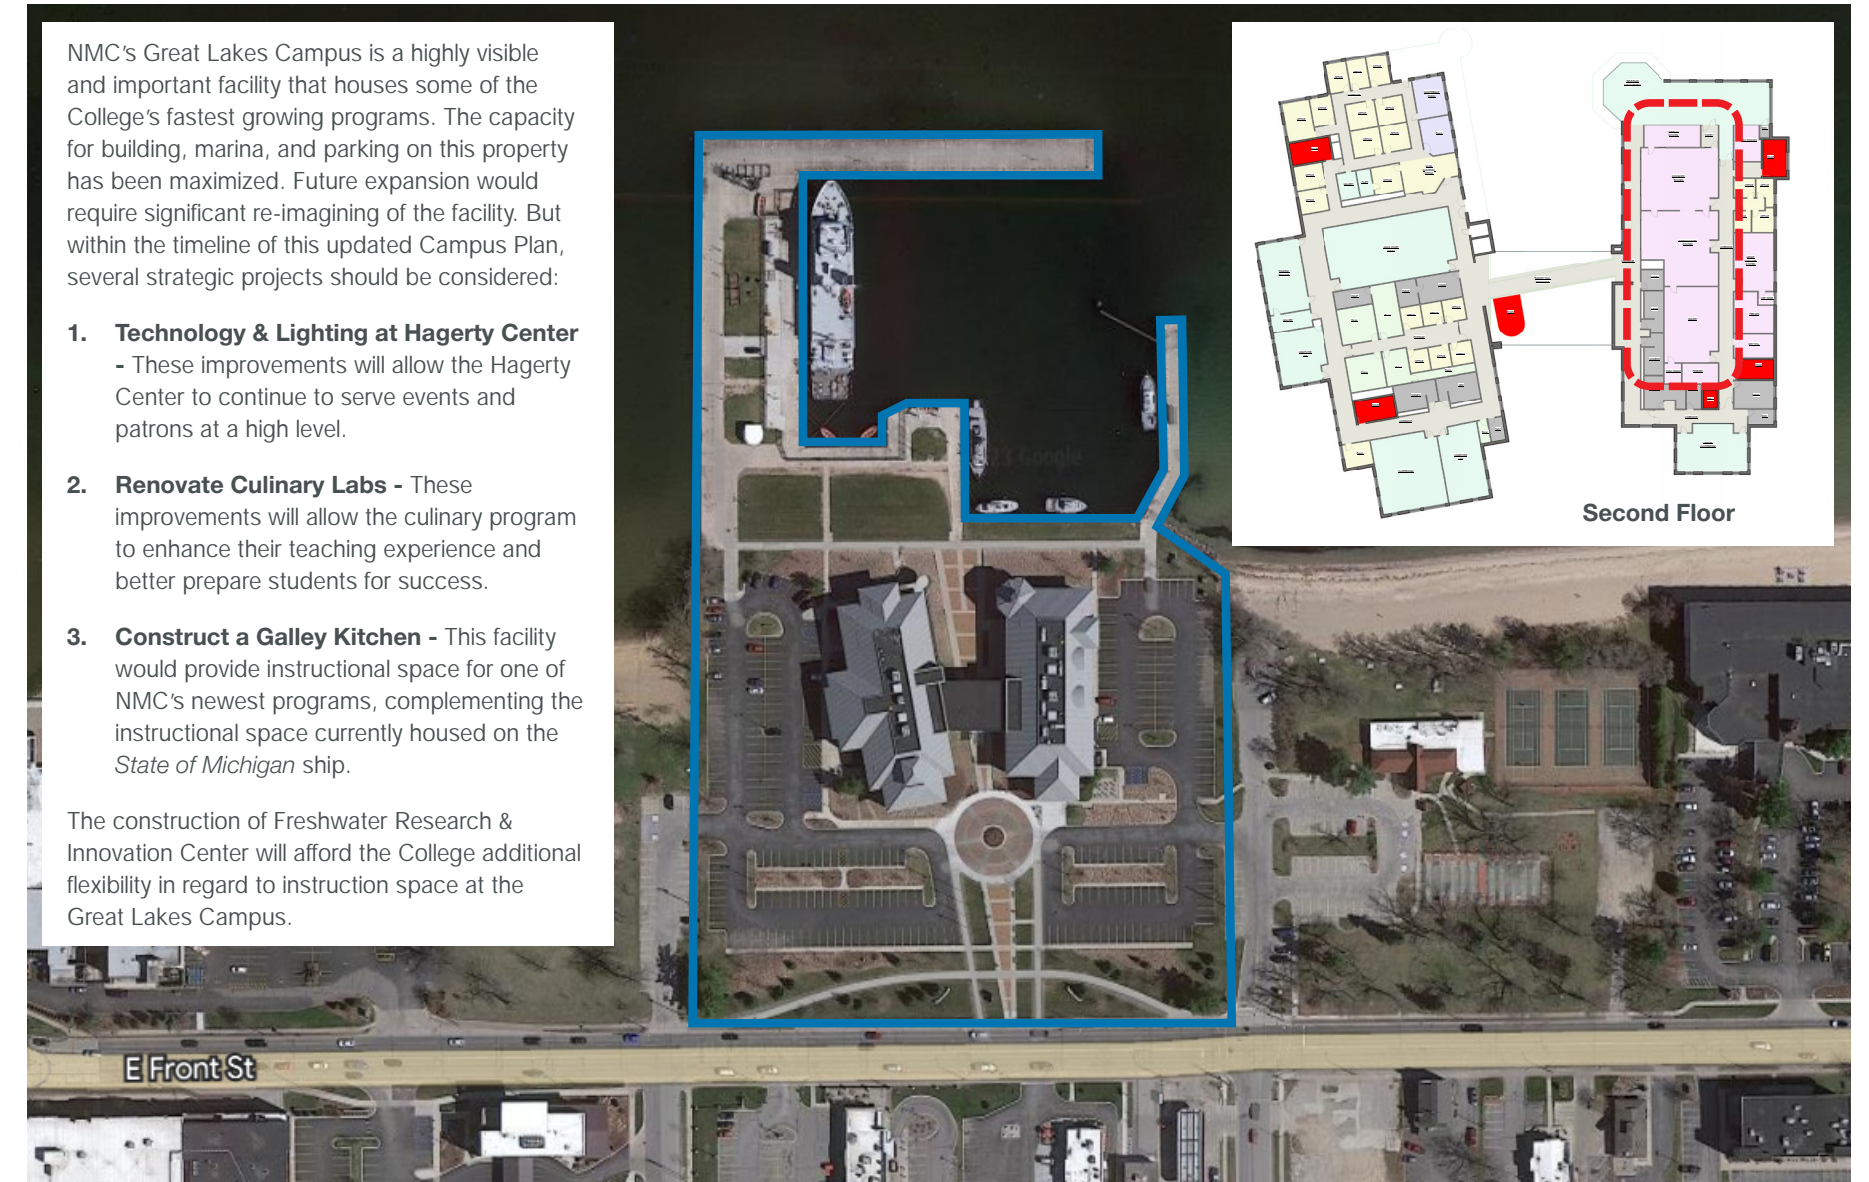 NMC's Great Lakes Campus is a highly visible
and important facility that houses some of the
College's fastest growing programs. The capacity
for building, marina, and parking on this property
has been maximized. Future expansion would
require significant re-imagining of the facility. But
within the timeline of this updated Campus Plan,
several strategic projects should be considered:
1. Technology & Lighting at Hagerty Center
- These improvements will allow the Hagerty
Center to continue to serve events and
patrons at a high level.
2. Renovate Culinary Labs - These
improvements will allow the culinary program
to enhance their teaching experience and
better prepare students for success.
3. Construct a Galley Kitchen - This facility
would provide instructional space for one of
NMC's newest programs, complementing the
instructional space currently housed on the
State of Michigan ship.
The construction of Freshwater Research &
Innovation Center will afford the College additional
flexibility in regard to instruction space at the
Great Lakes Campus.
Second Floor
23 Google
E Front St